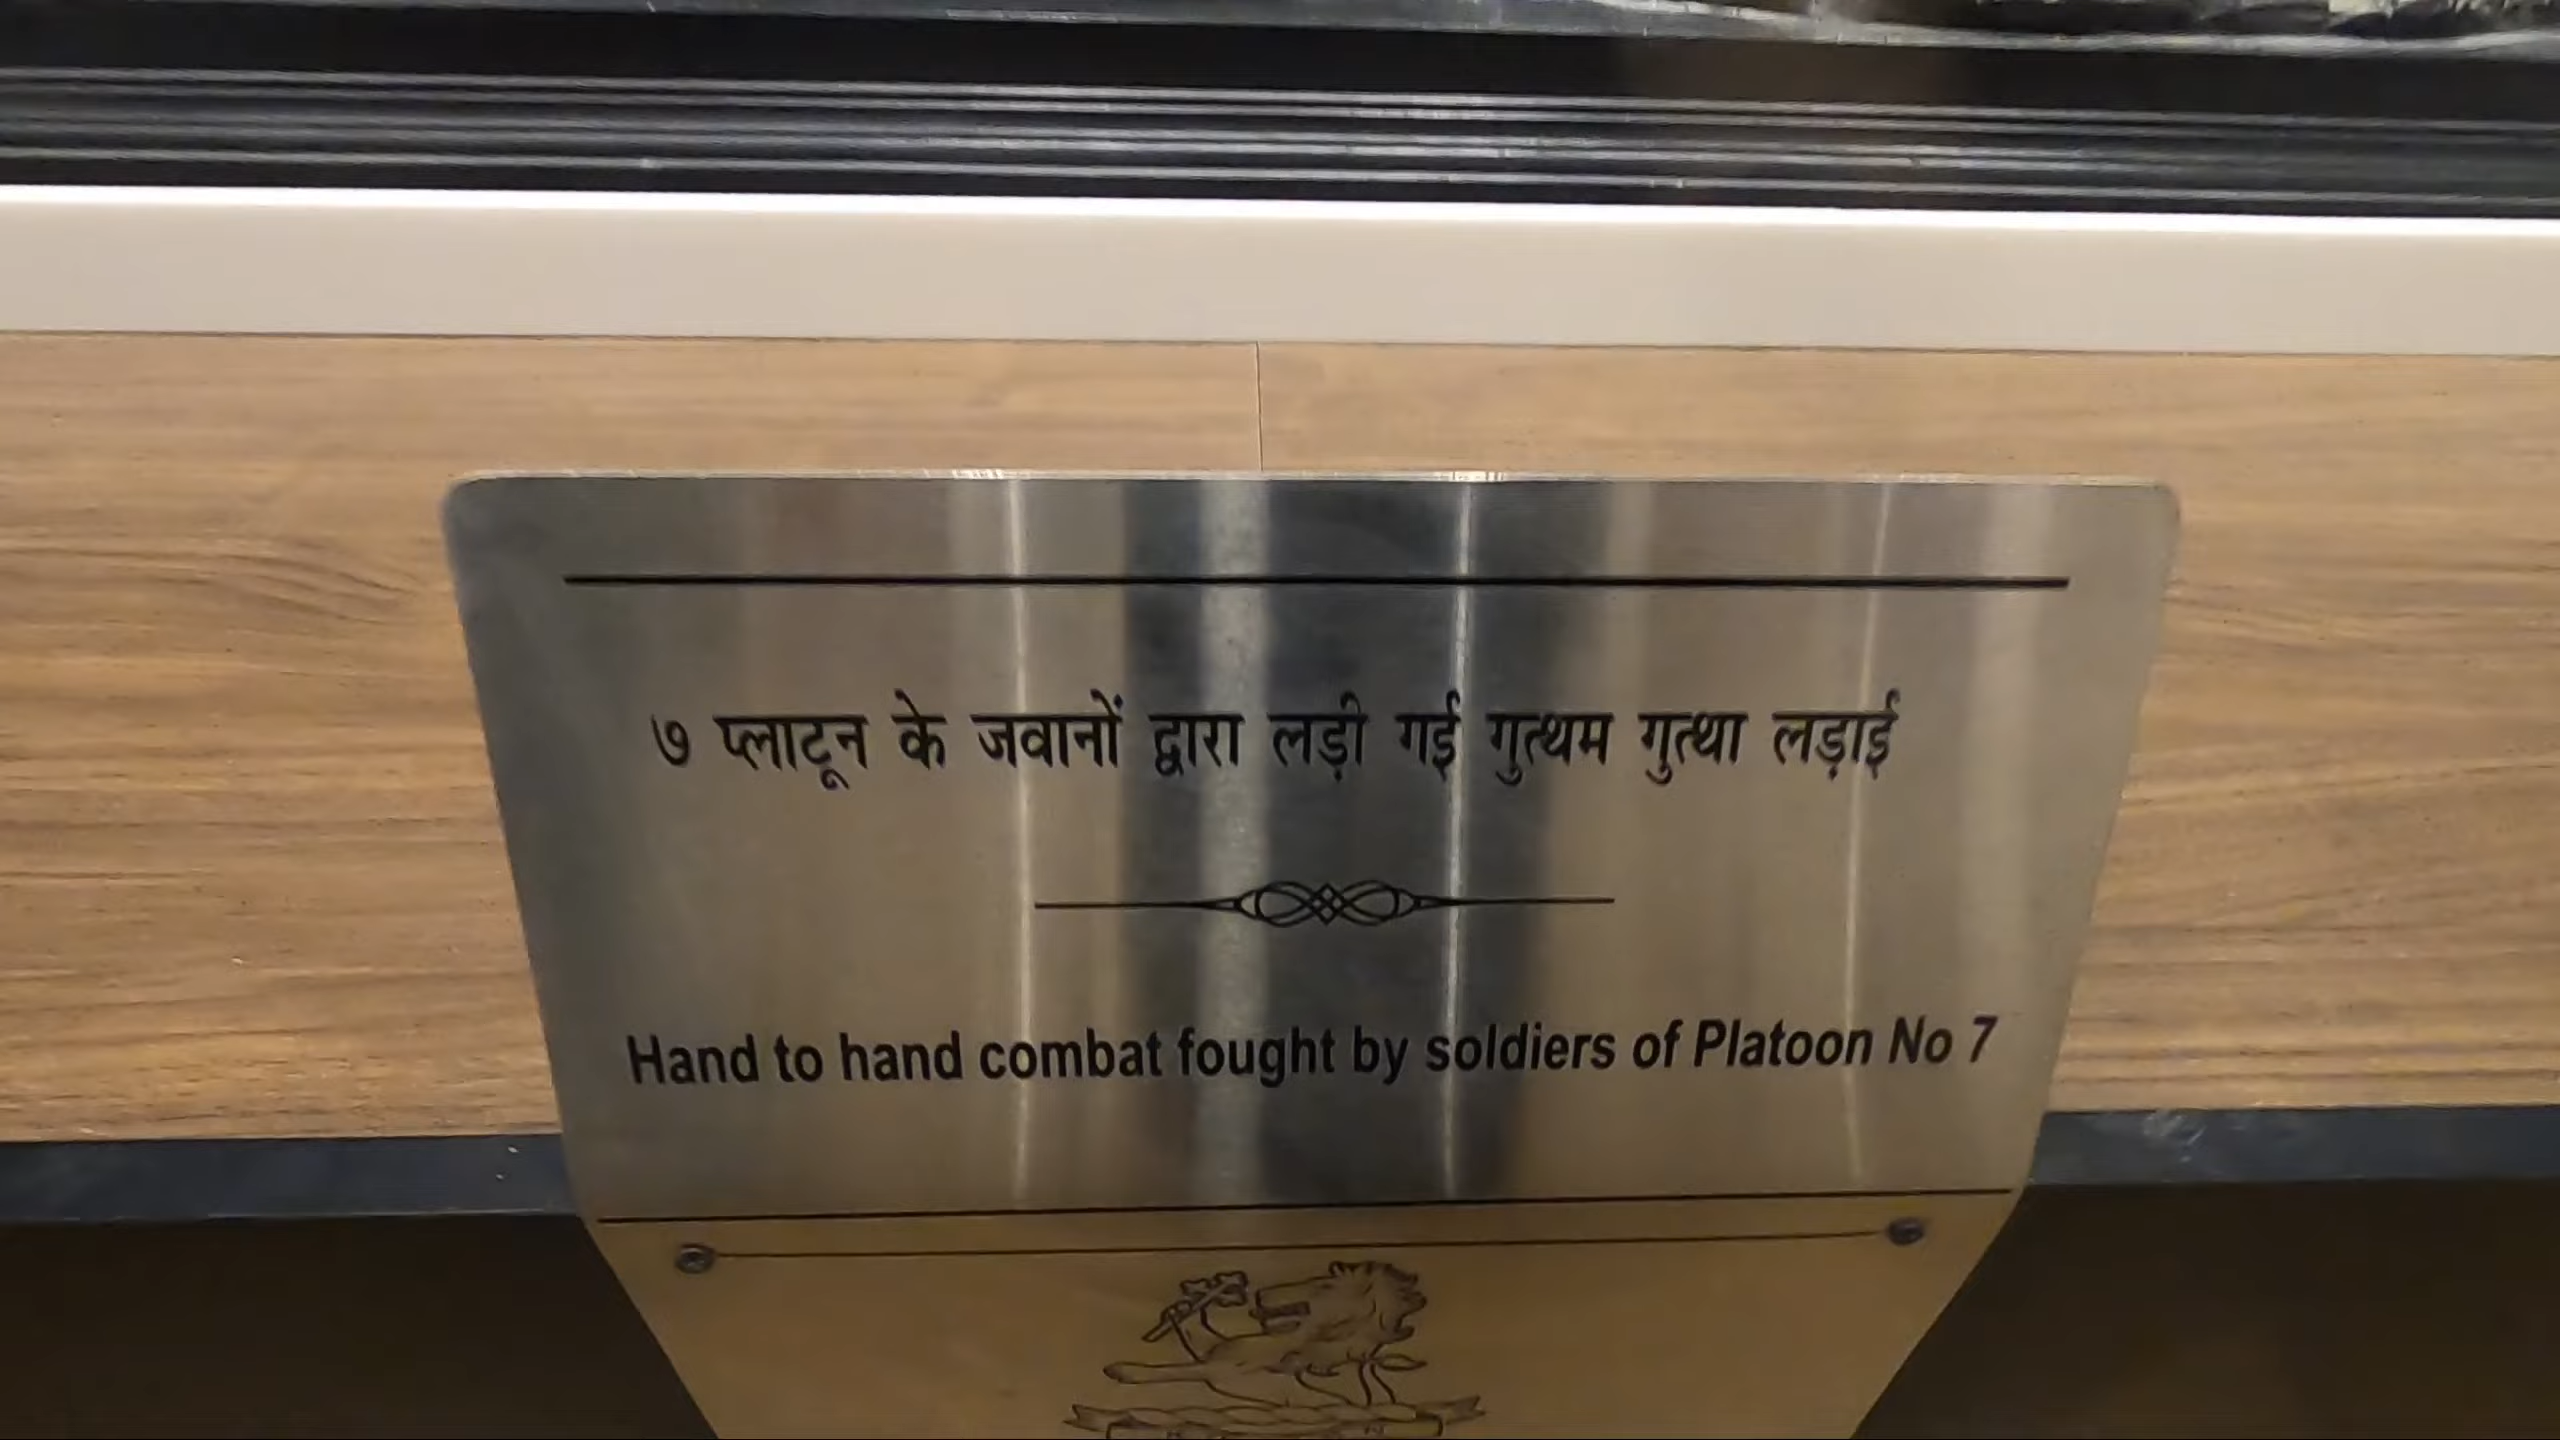 ७ प्लाटून के जवानों द्वारा लड़ी गई गुत्थम गुत्था लड़ाई
Hand to hand combat fought by soldiers of Platoon No 7